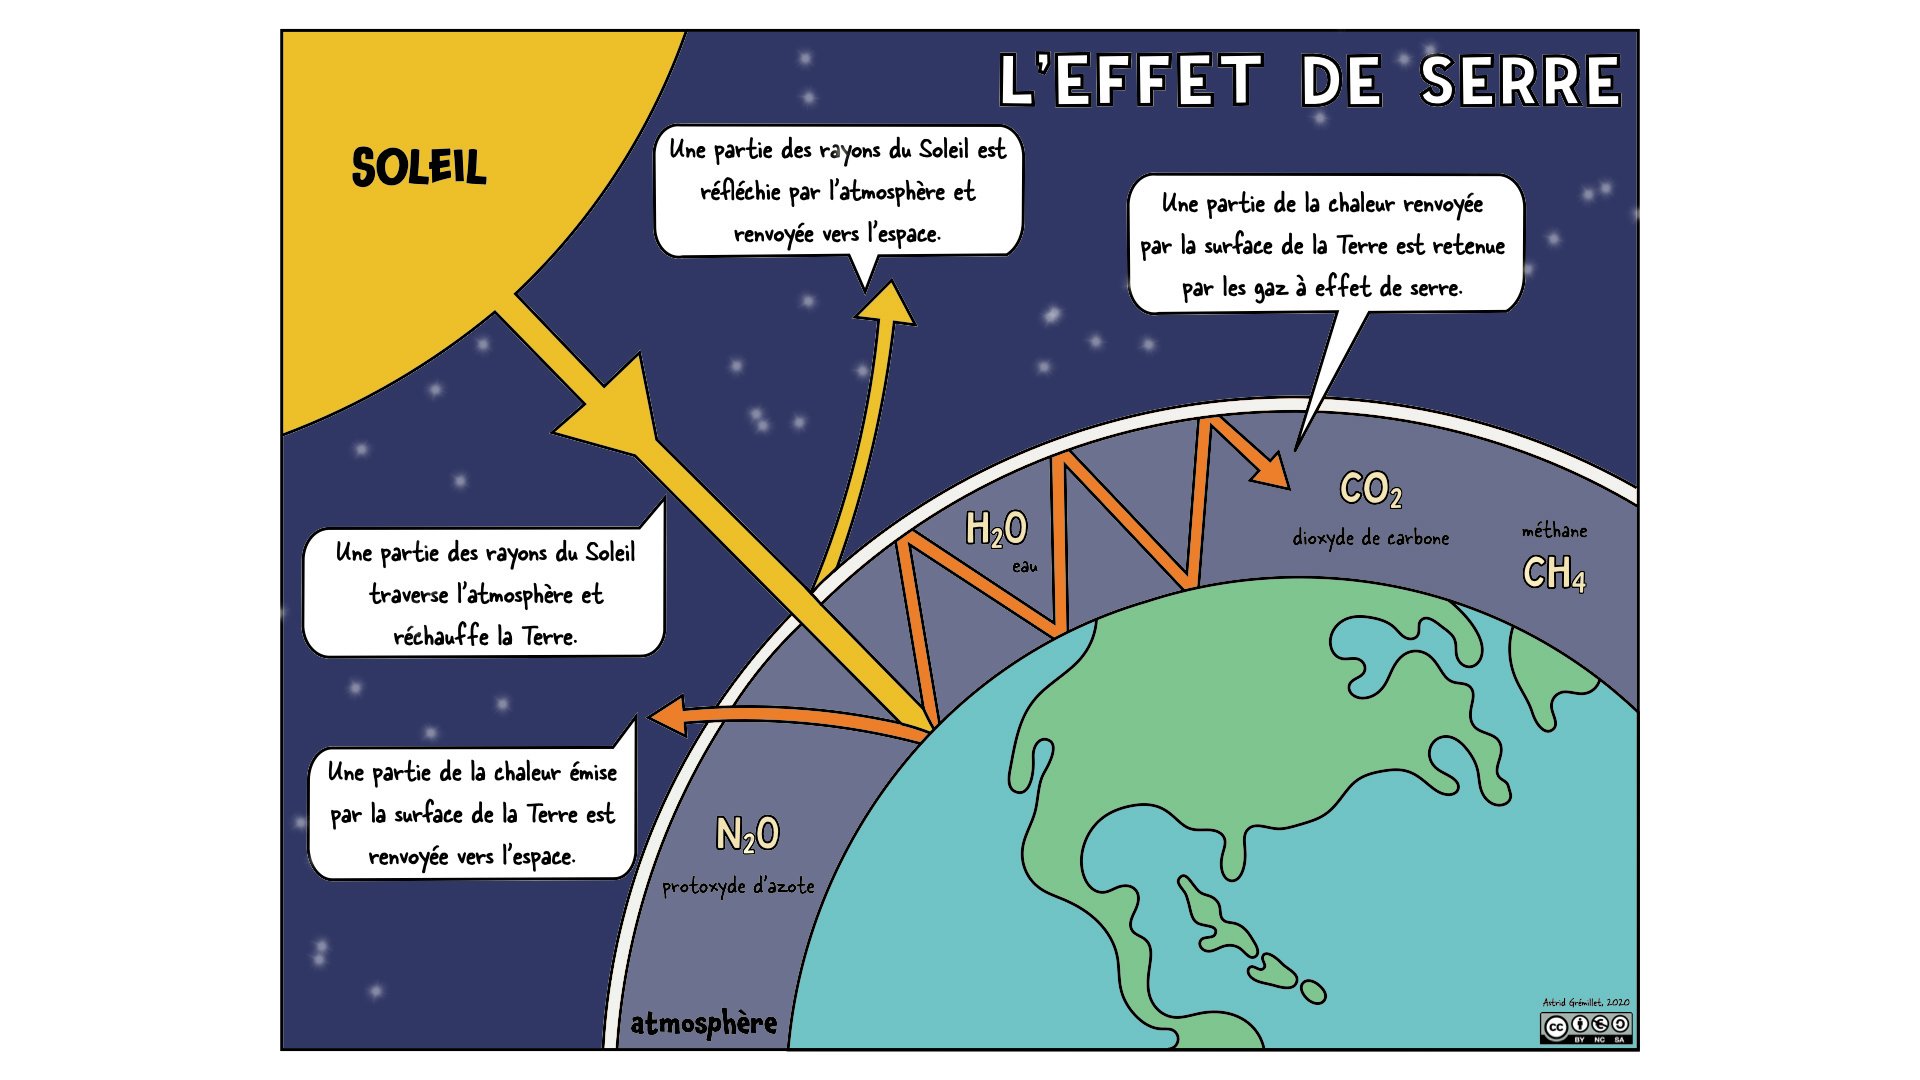 L'EFFET DE SERRE
SOLEIL
Une partie des rayons du Soleil est
réfléchie par l'atmosphère et
renvoyée vers l'espace.
Une partie de la chaleur renvoyée
par la surface de la Terre est retenue
par les gaz à effet de serre.
Une partie des rayons du Soleil
traverse l'atmosphère et
réchauffe la Terre.
Une partie de la chaleur émise
par la surface de la Terre est
renvoyée vers l'espace.
H₂O
eau
CO₂
dioxyde de carbone
méthane
CH₄
N₂O
protoxyde d'azote
atmosphère
Astrid Grémillet, 2020
cc
BY NC SA